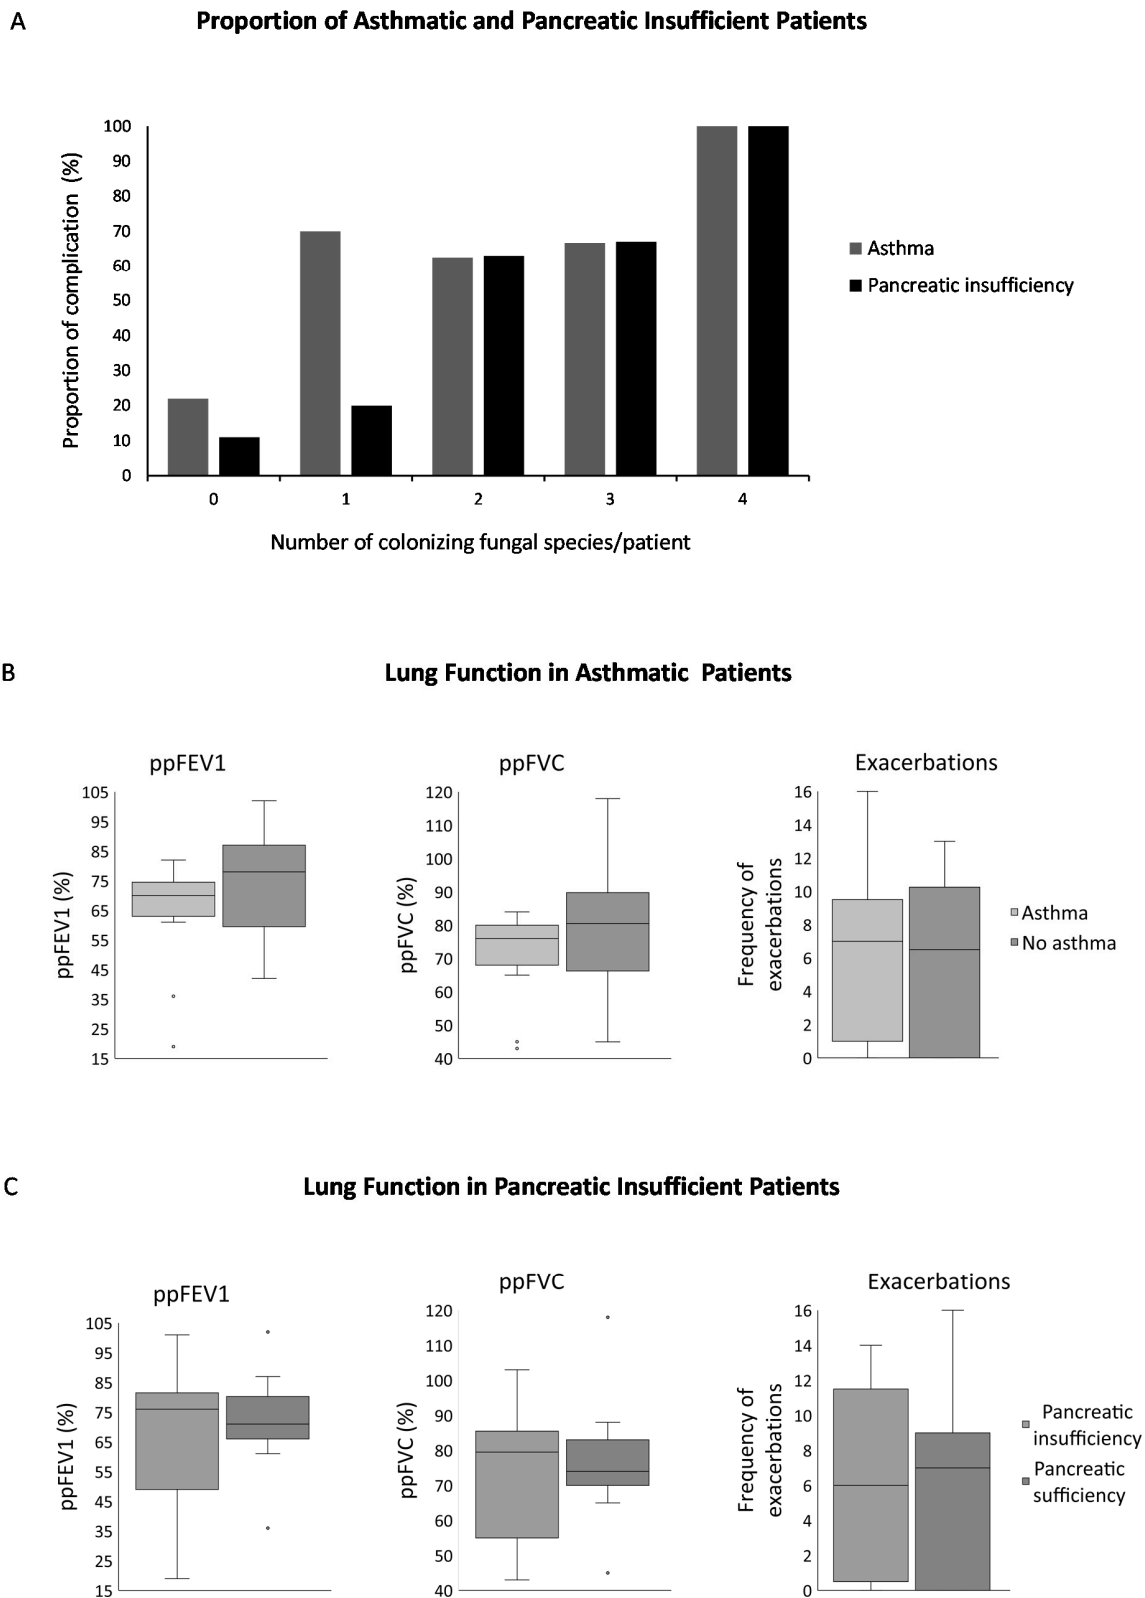 A
Proportion of Asthmatic and Pancreatic Insufficient Patients
Proportion of complication (%)
100
90
80
70
60
50
40
30
20
10
0
0 1 2 3 4
Number of colonizing fungal species/patient
Asthma
Pancreatic insufficiency
B
Lung Function in Asthmatic Patients
ppFEV1
ppFEV1 (%)
105
95
85
75
65
55
45
35
25
15
ppFVC
ppFVC (%)
120
110
100
90
80
70
60
50
40
Exacerbations
Frequency of
exacerbations
16
14
12
10
8
6
4
2
0
Asthma
No asthma
C
Lung Function in Pancreatic Insufficient Patients
ppFEV1
ppFEV1 (%)
105
95
85
75
65
55
45
35
25
15
ppFVC
ppFVC (%)
120
110
100
90
80
70
60
50
40
Exacerbations
Frequency of
exacerbations
16
14
12
10
8
6
4
2
0
Pancreatic
insufficiency
Pancreatic
sufficiency